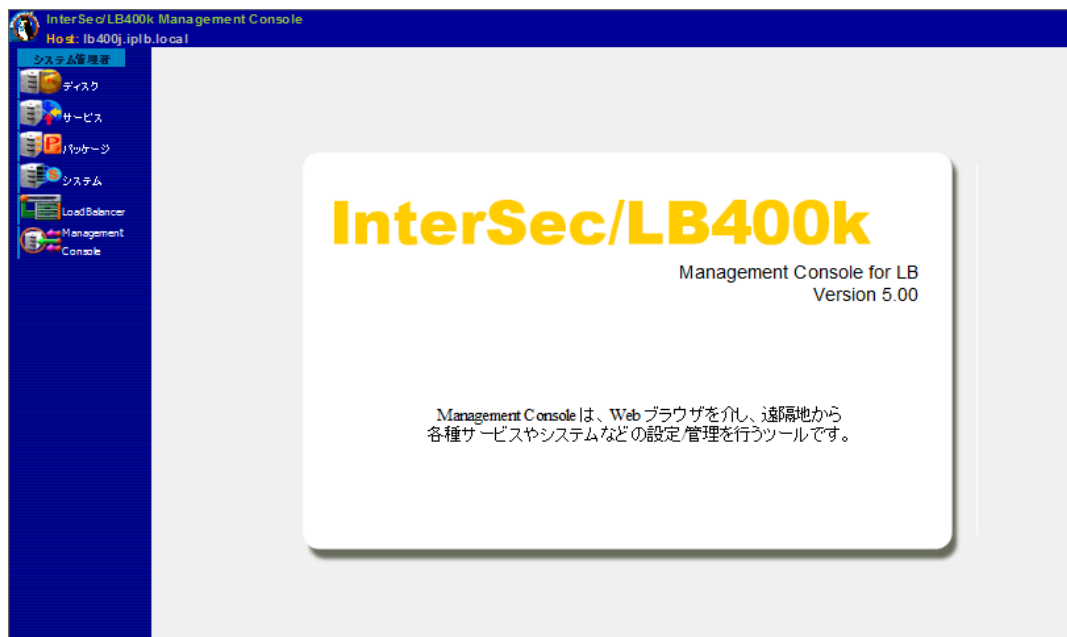 InterSec/LB400k Management Console
Host: lb400j.iplb.local
システム管理者
ディスク
サービス
パッケージ
システム
LoadBalancer
Management
Console
InterSec/LB400k
Management Console for LB
Version 5.00
Management Consoleは、Webブラウザを介し、遠隔地から
各種サービスやシステムなどの設定/管理を行うツールです。